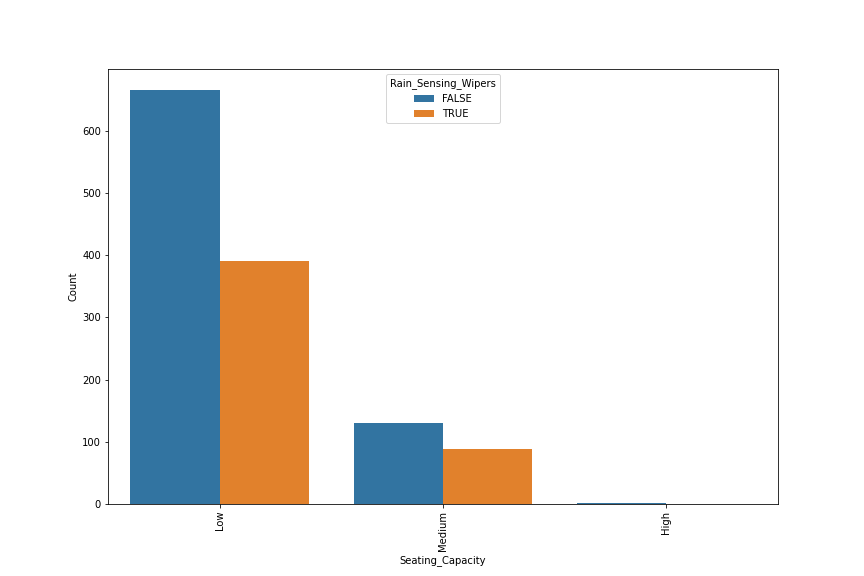 Rain_Sensing_Wipers
FALSE
TRUE
600
500
400
300
200
100
0
Count
Low
Medium
High
Seating_Capacity